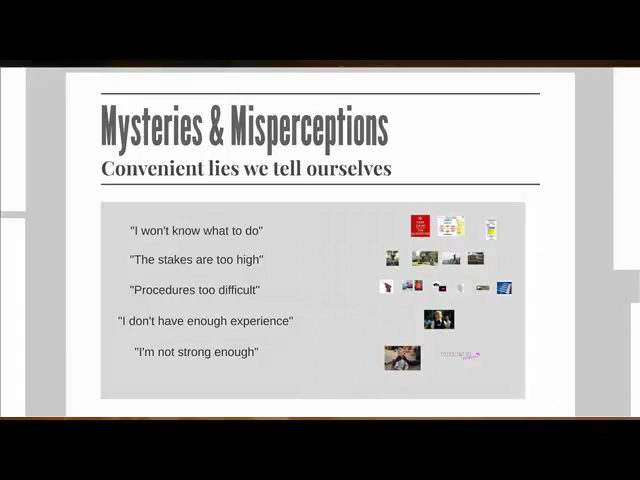 Mysteries & Misperceptions
Convenient lies we tell ourselves
"I won't know what to do"
"The stakes are too high"
"Procedures too difficult"
"I don't have enough experience"
"I'm not strong enough"